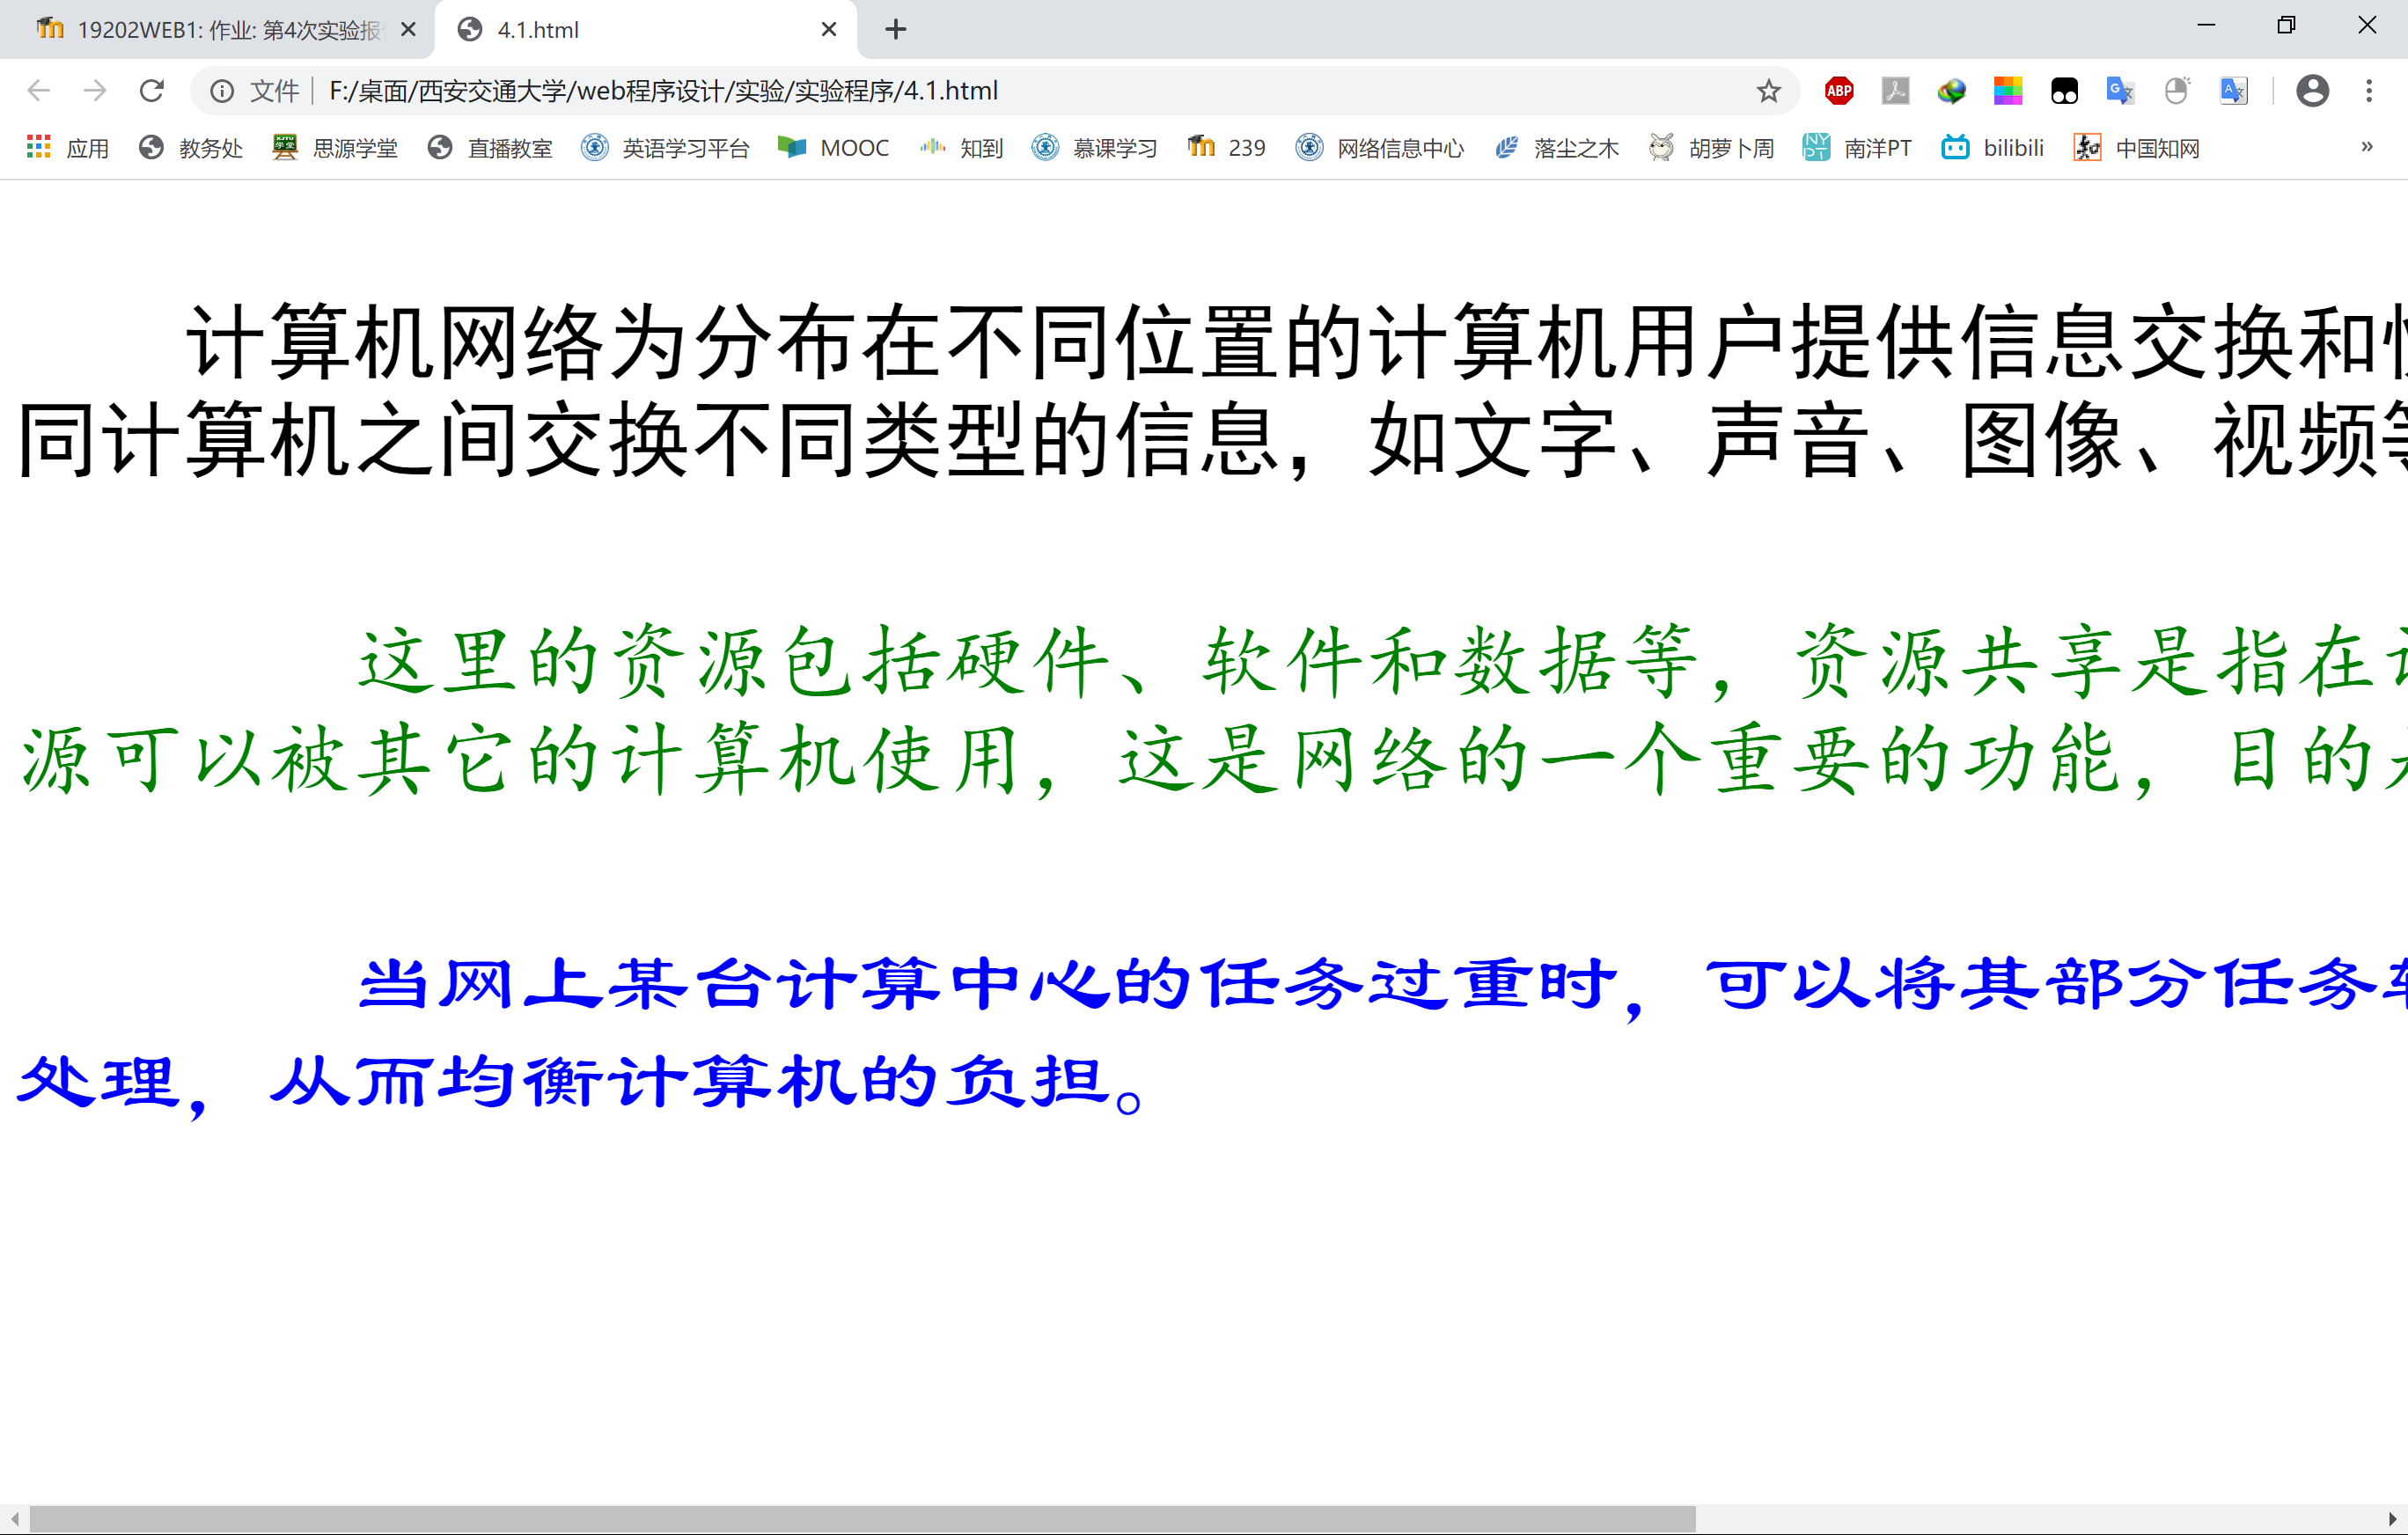 19202WEB1: 作业: 第4次实验报
4.1.html
文件 F:/桌面/西安交通大学/web程序设计/实验/实验程序/4.1.html
ABP
应用 教务处 思源学堂 直播教室 英语学习平台 MOOC 知到 慕课学习 239 网络信息中心 落尘之木 胡萝卜周 南洋PT bilibili 中国知网 »
计算机网络为分布在不同位置的计算机用户提供信息交换和
同计算机之间交换不同类型的信息，如文字、声音、图像、视频
这里的资源包括硬件、软件和数据等，资源共享是指在
源可以被其它的计算机使用，这是网络的一个重要的功能，目的
当网上某台计算中心的任务过重时，可以将其部分任务
处理，从而均衡计算机的负担。